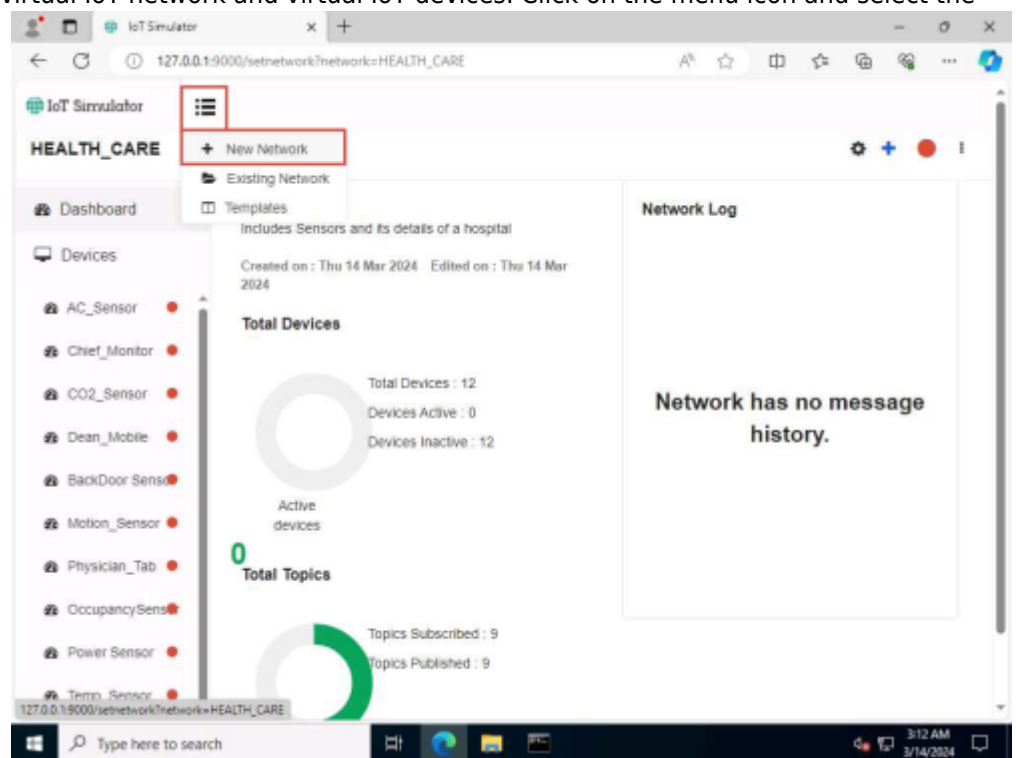 virtual IoT network and virtual IoT devices. Click on the menu icon and select the
IoT Simulator
127.0.0.1:9000/setnetwork?network=HEALTH_CARE
IoT Simulator
HEALTH_CARE
New Network
Existing Network
Templates
Dashboard
Devices
AC_Sensor
Chief_Monitor
CO2_Sensor
Dean_Mobile
BackDoor Senso
Motion_Sensor
Physician_Tab
OccupancySens
Power Sensor
Temp_Sensor
Includes Sensors and its details of a hospital
Created on : Thu 14 Mar 2024 Edited on : Thu 14 Mar
2024
Total Devices
Total Devices : 12
Devices Active : 0
Devices Inactive : 12
Active
devices
0
Total Topics
Topics Subscribed : 9
Topics Published : 9
Network Log
Network has no message
history.
127.0.0.1:9000/setnetwork?network=HEALTH_CARE
Type here to search
3:12 AM
3/14/2024